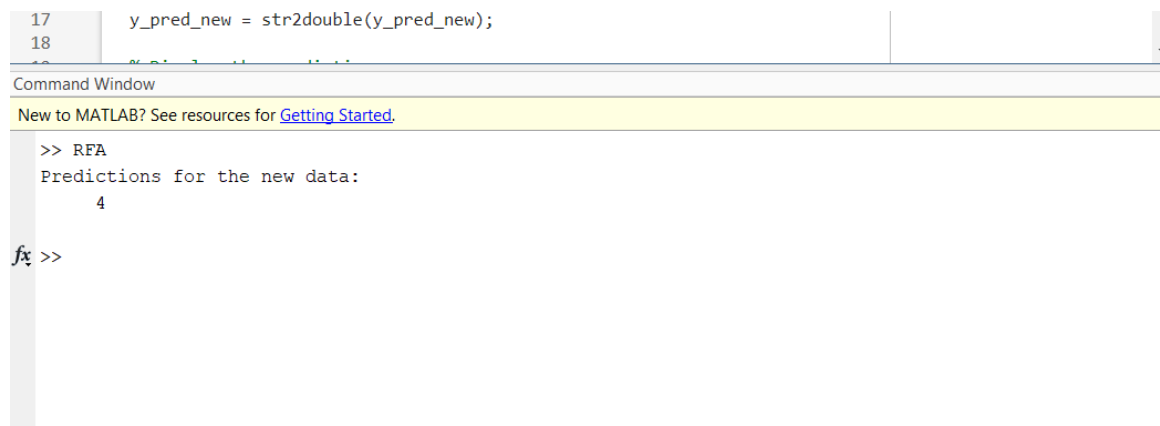 17 y_pred_new = str2double(y_pred_new);
18
Command Window
New to MATLAB? See resources for Getting Started.
>> RFA
Predictions for the new data:
4
fx >>